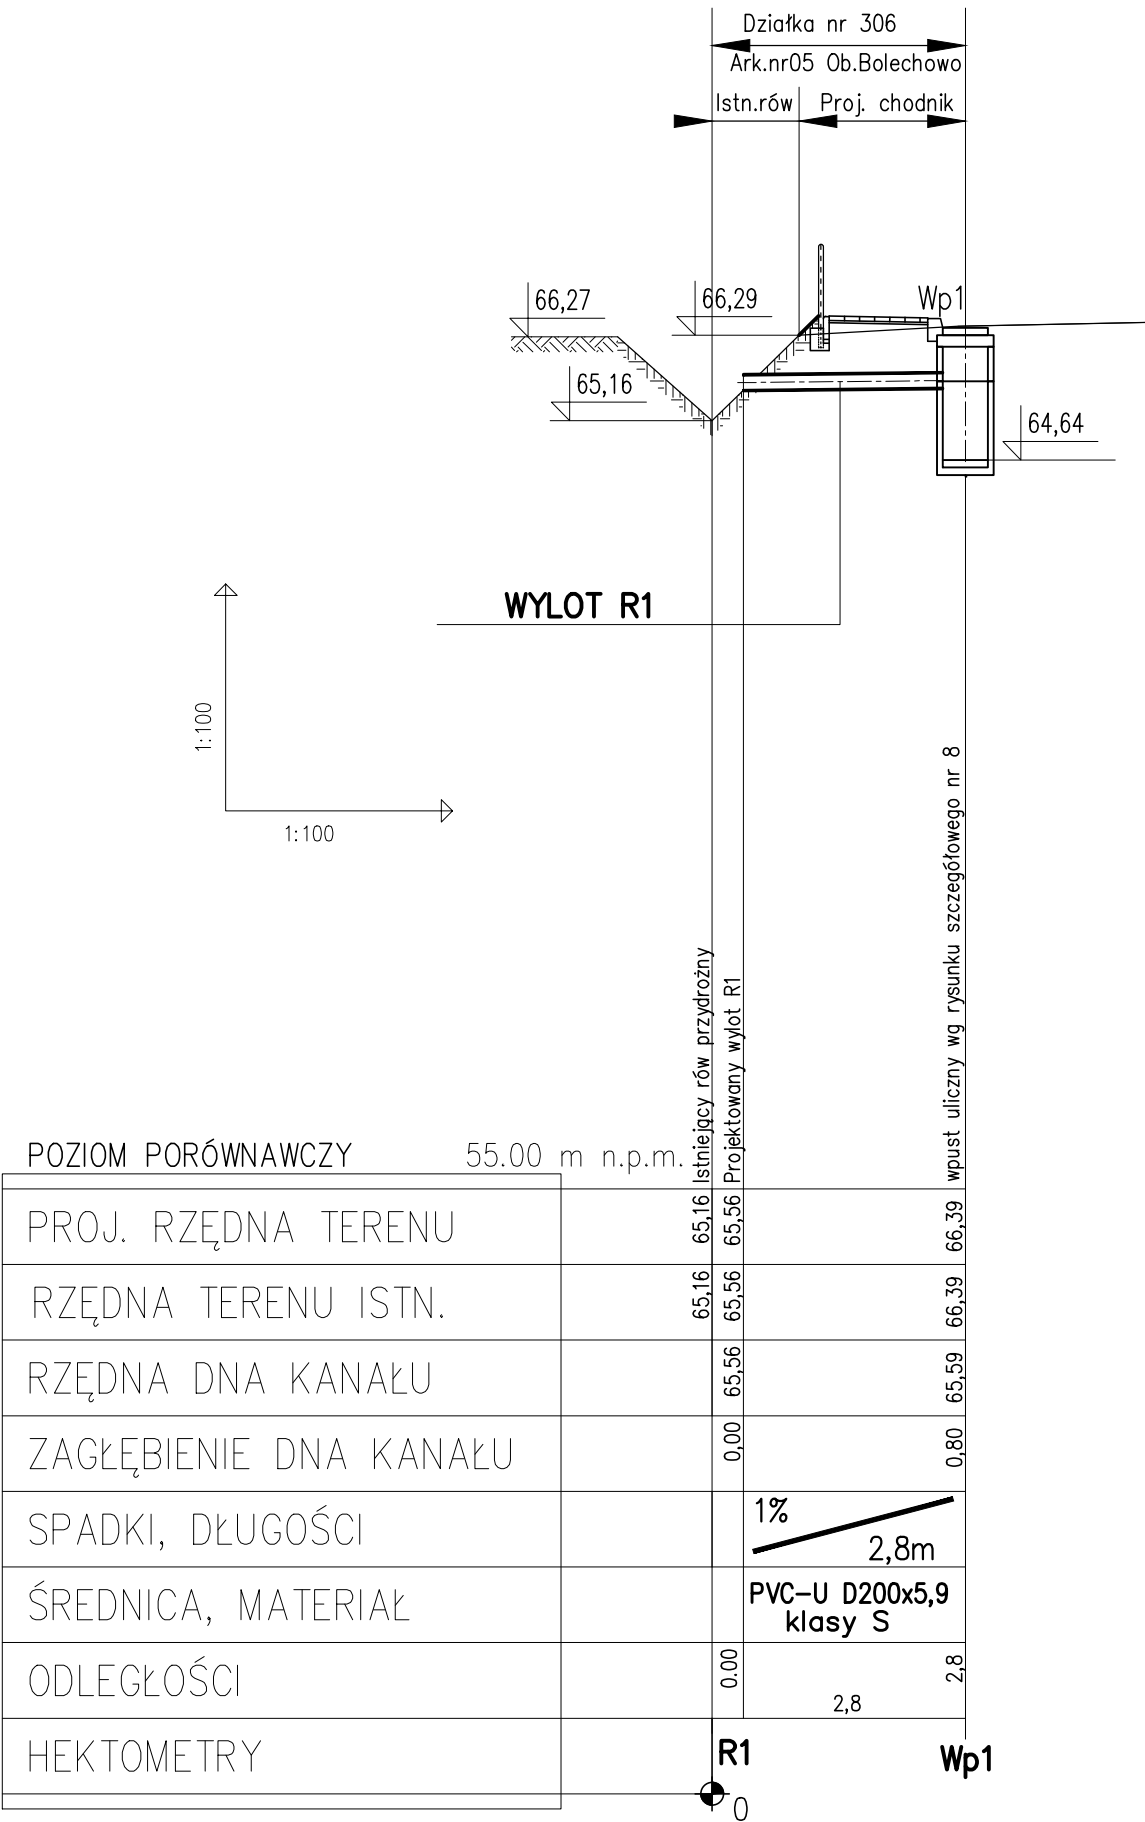 Działka nr 306
Ark.nr05 Ob.Bolechowo
Istn.rów
Proj. chodnik
66,27
66,29
Wp1
65,16
64,64
WYLOT R1
1:100
1:100
wpust uliczny wg rysunku szczegółowego nr 8
Istniejący rów przydrożny
Projektowany wylot R1
POZIOM PORÓWNAWCZY 55.00 m n.p.m.
PROJ. RZĘDNA TERENU 65,16 65,56 66,39
RZĘDNA TERENU ISTN. 65,16 65,56 66,39
RZĘDNA DNA KANAŁU 65,56 65,59
ZAGŁĘBIENIE DNA KANAŁU 0,00 0,80
SPADKI, DŁUGOŚCI 1% 2,8m
ŚREDNICA, MATERIAŁ PVC-U D200x5,9
klasy S
ODLEGŁOŚCI 0.00 2,8 2,8
HEKTOMETRY R1 Wp1
0